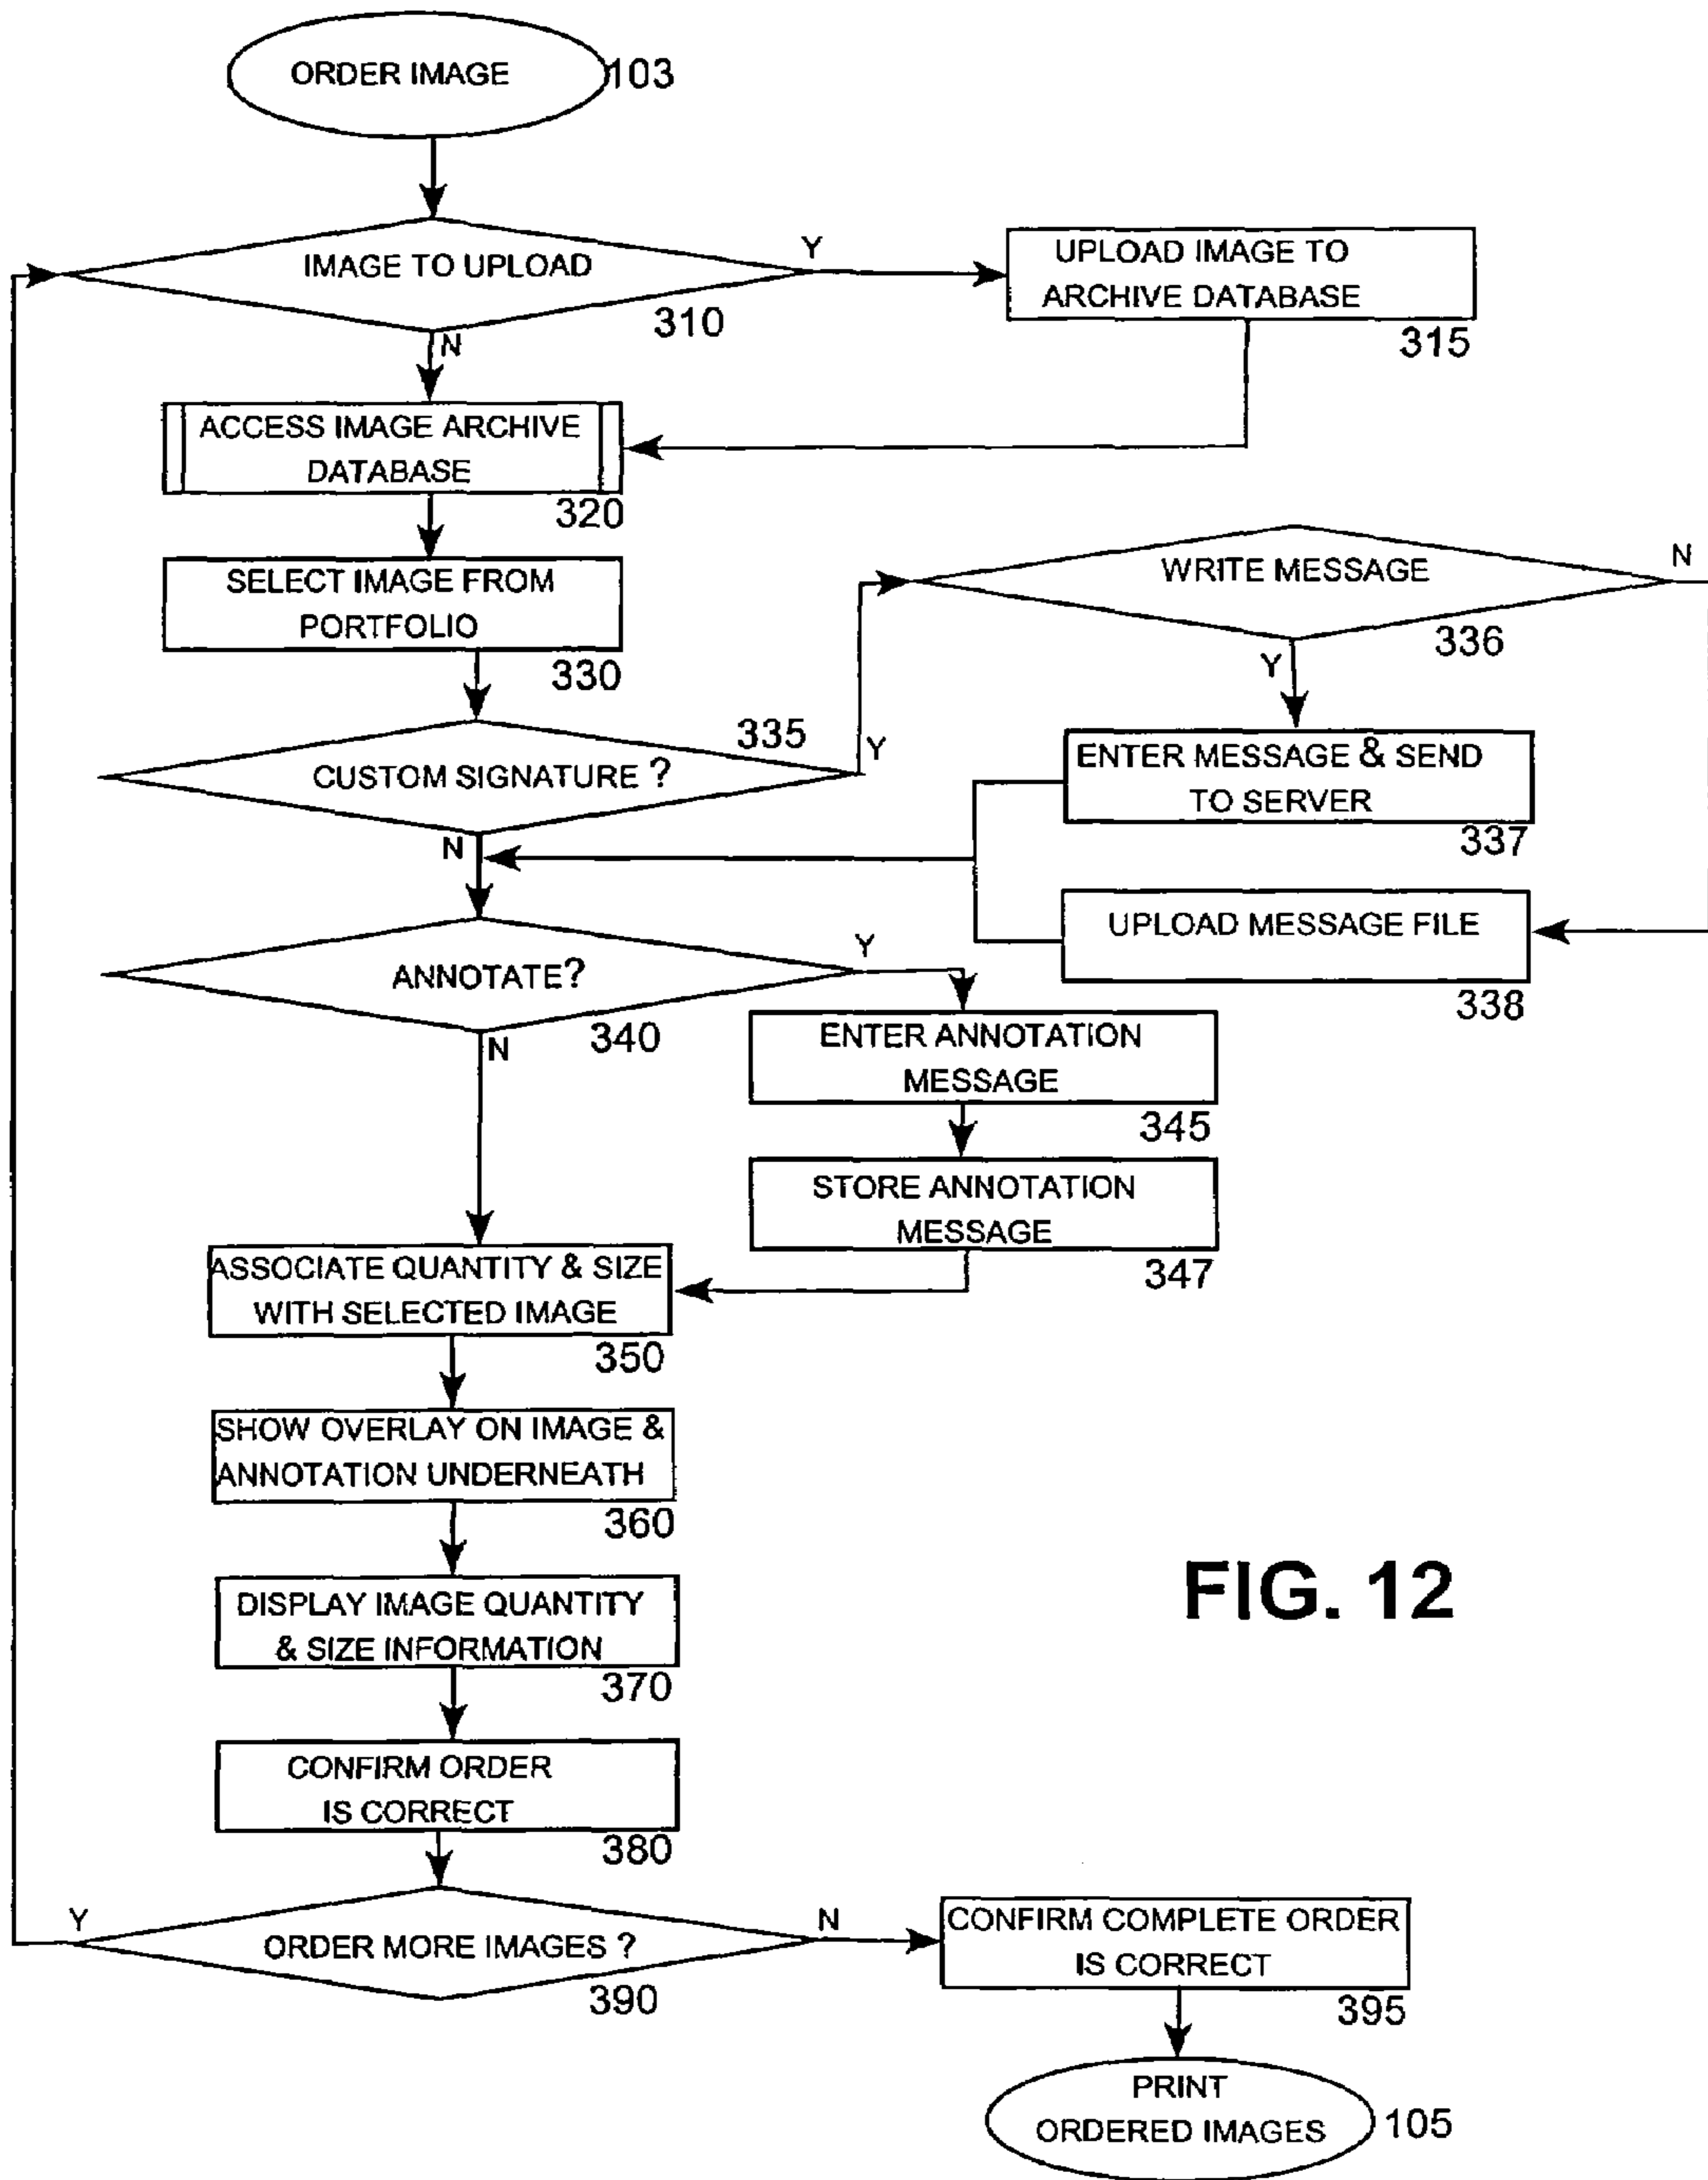 ORDER IMAGE
103
IMAGE TO UPLOAD
310
Y
N
UPLOAD IMAGE TO
ARCHIVE DATABASE
315
ACCESS IMAGE ARCHIVE
DATABASE
320
SELECT IMAGE FROM
PORTFOLIO
330
CUSTOM SIGNATURE ?
335
Y
N
WRITE MESSAGE
336
N
Y
ENTER MESSAGE & SEND
TO SERVER
337
UPLOAD MESSAGE FILE
338
ANNOTATE?
340
Y
N
ENTER ANNOTATION
MESSAGE
345
STORE ANNOTATION
MESSAGE
347
ASSOCIATE QUANTITY & SIZE
WITH SELECTED IMAGE
350
SHOW OVERLAY ON IMAGE &
ANNOTATION UNDERNEATH
360
DISPLAY IMAGE QUANTITY
& SIZE INFORMATION
370
CONFIRM ORDER
IS CORRECT
380
ORDER MORE IMAGES ?
390
Y
N
CONFIRM COMPLETE ORDER
IS CORRECT
395
PRINT
ORDERED IMAGES
105
FIG. 12